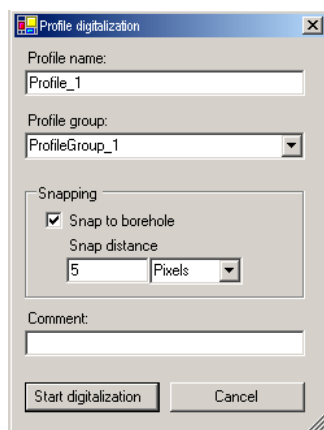 Profile digitalization
Profile name:
Profile_1
Profile group:
ProfileGroup_1
Snapping
Snap to borehole
Snap distance
5 Pixels
Comment:
Start digitalization Cancel